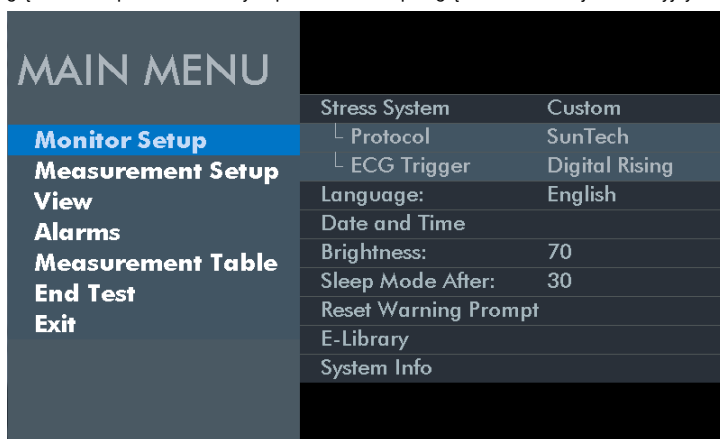 MAIN MENU
Monitor Setup
Measurement Setup
View
Alarms
Measurement Table
End Test
Exit
Stress System Custom
└ Protocol SunTech
└ ECG Trigger Digital Rising
Language: English
Date and Time
Brightness: 70
Sleep Mode After: 30
Reset Warning Prompt
E-Library
System Info